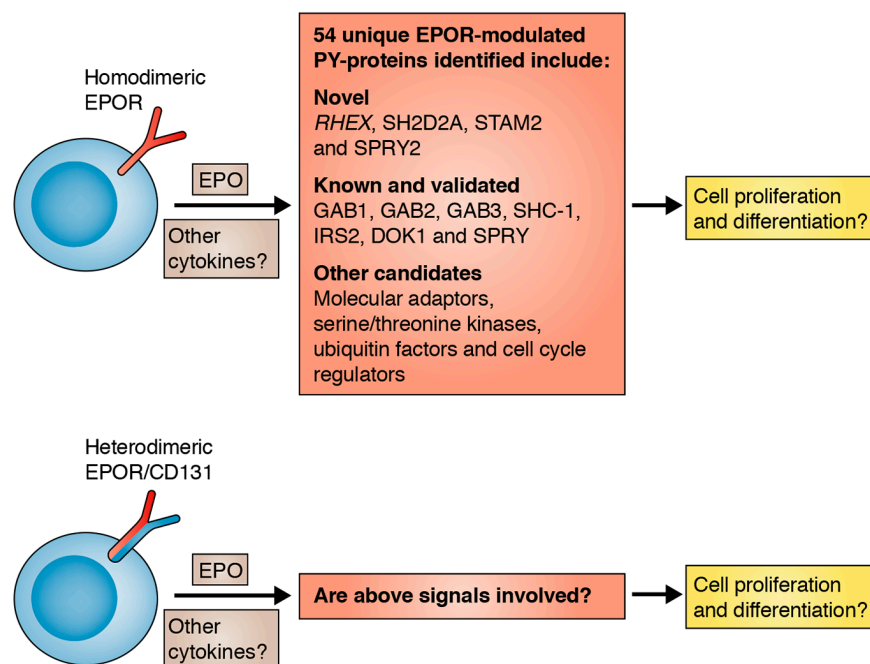 Homodimeric
EPOR
EPO
Other
cytokines?
54 unique EPOR-modulated
PY-proteins identified include:
Novel
RHEX, SH2D2A, STAM2
and SPRY2
Known and validated
GAB1, GAB2, GAB3, SHC-1,
IRS2, DOK1 and SPRY
Other candidates
Molecular adaptors,
serine/threonine kinases,
ubiquitin factors and cell cycle
regulators
Cell proliferation
and differentiation?
Heterodimeric
EPOR/CD131
EPO
Other
cytokines?
Are above signals involved?
Cell proliferation
and differentiation?